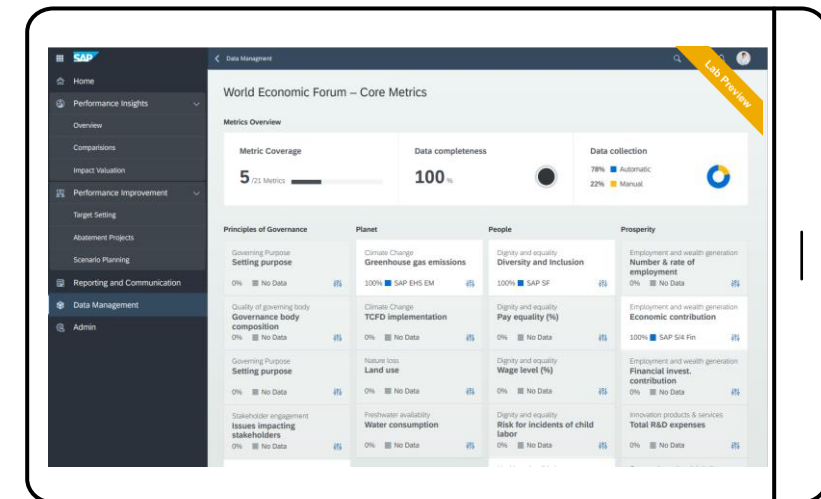 SAP
Data Managment
Lab Preview
Home
Performance Insights
Overview
Comparisions
Impact Valuation
Performance Improvement
Target Setting
Abatement Projects
Scenario Planning
Reporting and Communication
Data Management
Admin
World Economic Forum – Core Metrics
Metrics Overview
Metric Coverage
5 /21 Metrics
Data completeness
100 %
Data collection
78% Automatic
22% Manual
Principles of Governance
Governing Purpose
Setting purpose
0% No Data
Quality of governing body
Governance body
composition
0% No Data
Governing Purpose
Setting purpose
0% No Data
Stakeholder engagement
Issues impacting
stakeholders
0% No Data
Planet
Climate Change
Greenhouse gas emissions
100% SAP EHS EM
Climate Change
TCFD implementation
0% No Data
Nature loss
Land use
0% No Data
Freshwater availability
Water consumption
0% No Data
People
Dignity and equality
Diversity and Inclusion
100% SAP SF
Dignity and equality
Pay equality (%)
0% No Data
Dignity and equality
Wage level (%)
0% No Data
Dignity and equality
Risk for incidents of child
labor
0% No Data
Prosperity
Employment and wealth generation
Number & rate of
employment
0% No Data
Employment and wealth generation
Economic contribution
100% SAP S/4 Fin
Employment and wealth generation
Financial invest.
contribution
0% No Data
Innovation products & services
Total R&D expenses
0% No Data